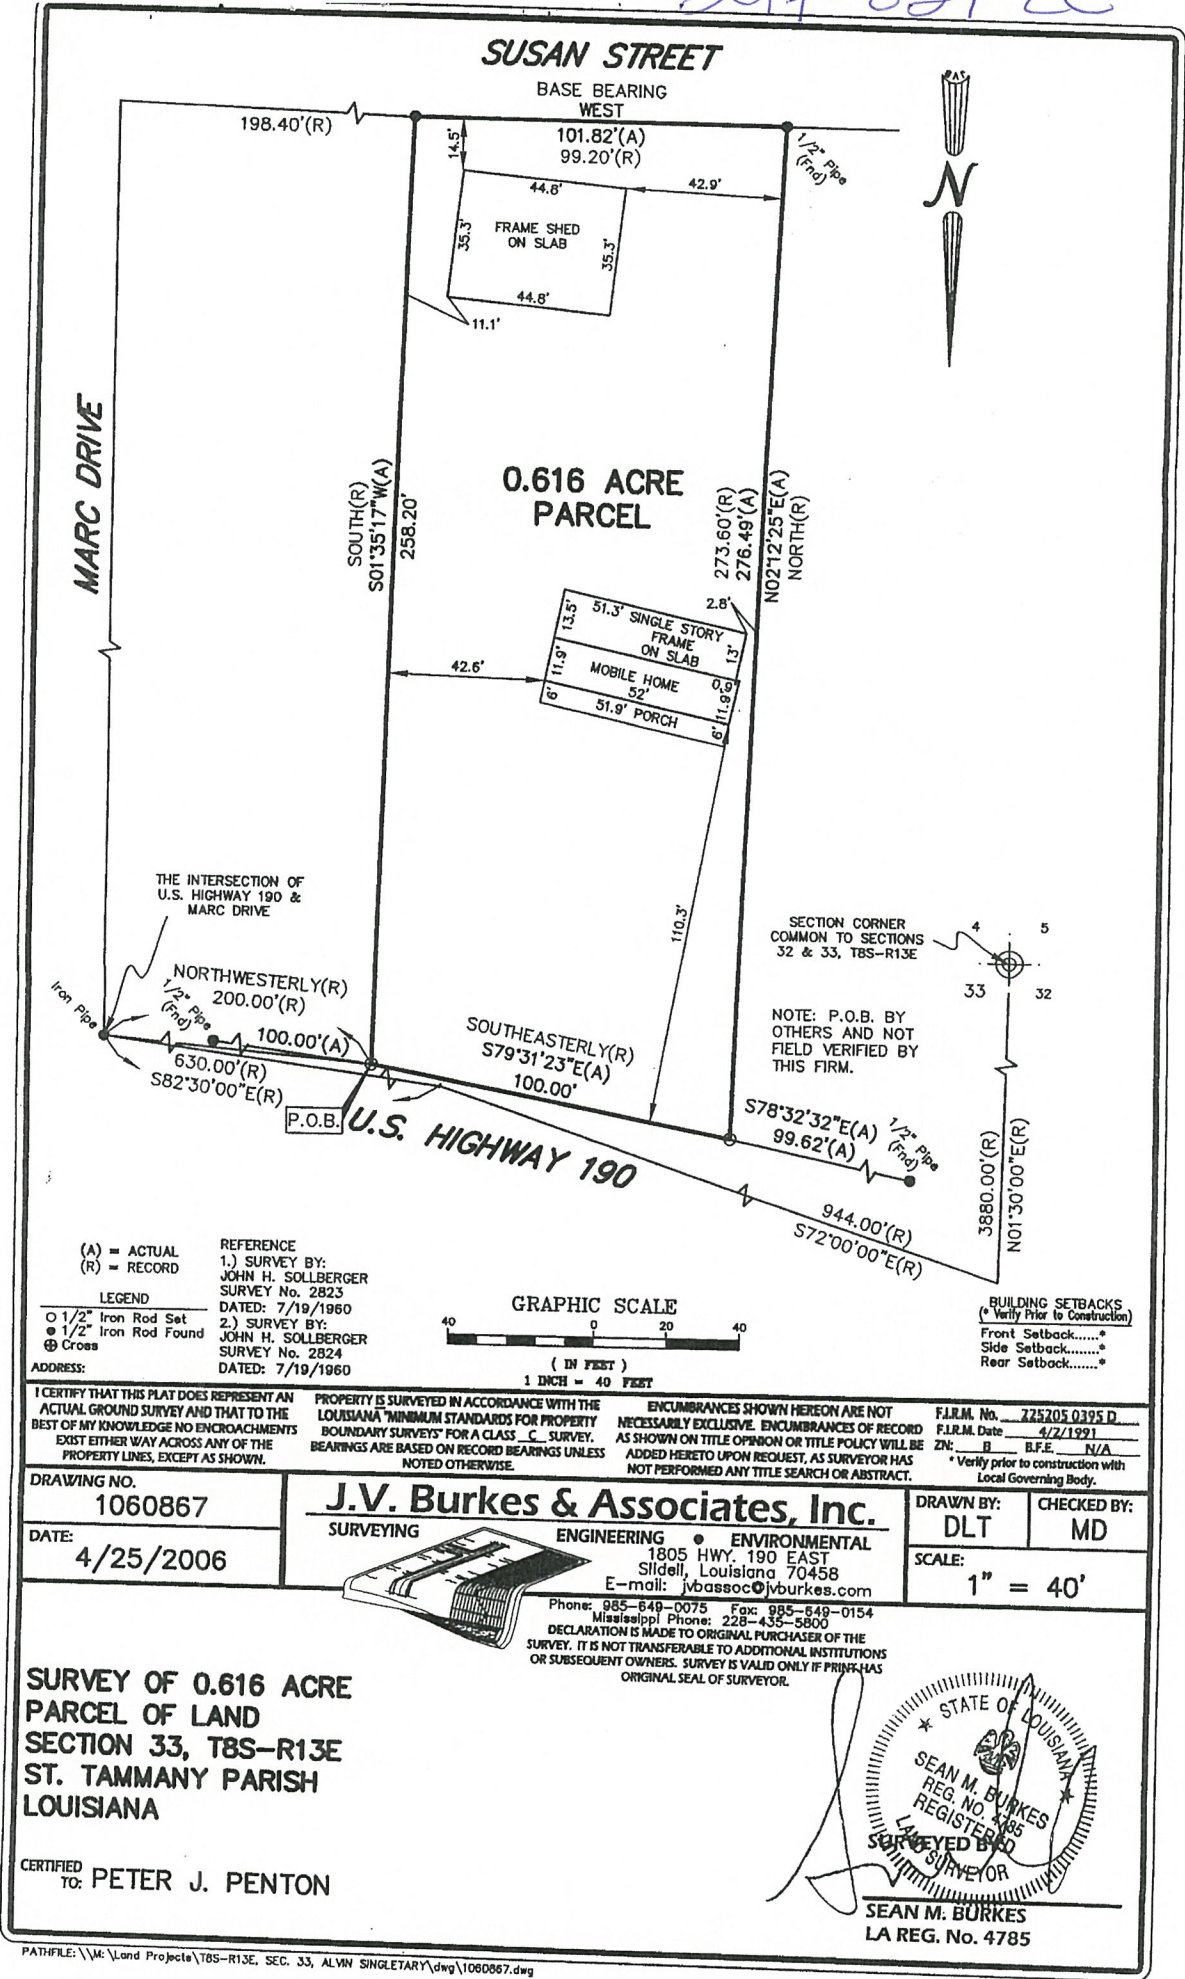 SUSAN STREET
BASE BEARING
WEST
198.40'(R)
101.82'(A)
99.20'(R)
1/2" Pipe
(Fnd)
14.5'
44.8'
42.9'
35.3'
FRAME SHED
ON SLAB
35.3'
44.8'
11.1'
N
MARC DRIVE
SOUTH(R)
S01°35'17"W(A)
258.20'
0.616 ACRE
PARCEL
273.60'(R)
276.49'(A)
N02°12'25"E(A)
NORTH(R)
2.8'
13.5'
51.3' SINGLE STORY
FRAME
ON SLAB
13'
42.6'
11.9'
MOBILE HOME
52'
0.9'
11.9'
6'
51.9' PORCH
6'
110.3'
THE INTERSECTION OF
U.S. HIGHWAY 190 &
MARC DRIVE
SECTION CORNER
COMMON TO SECTIONS
32 & 33, T8S-R13E
4
5
33
32
Iron Pipe
NORTHWESTERLY(R)
200.00'(R)
1/2" Pipe
(Fnd)
100.00'(A)
630.00'(R)
S82°30'00"E(R)
P.O.B.
SOUTHEASTERLY(R)
S79°31'23"E(A)
100.00'
U.S. HIGHWAY 190
NOTE: P.O.B. BY
OTHERS AND NOT
FIELD VERIFIED BY
THIS FIRM.
S78°32'32"E(A)
99.62'(A)
1/2" Pipe
(Fnd)
3880.00'(R)
N01°30'00"E(R)
944.00'(R)
S72°00'00"E(R)
(A) = ACTUAL
(R) = RECORD
LEGEND
1/2" Iron Rod Set
1/2" Iron Rod Found
Cross
ADDRESS:
REFERENCE
1.) SURVEY BY:
JOHN H. SOLLBERGER
SURVEY No. 2823
DATED: 7/19/1960
2.) SURVEY BY:
JOHN H. SOLLBERGER
SURVEY No. 2824
DATED: 7/19/1960
GRAPHIC SCALE
40 0 20 40
( IN FEET )
1 INCH = 40 FEET
BUILDING SETBACKS
(* Verify Prior to Construction)
Front Setback......*
Side Setback........*
Rear Setback.......*
I CERTIFY THAT THIS PLAT DOES REPRESENT AN
ACTUAL GROUND SURVEY AND THAT TO THE
BEST OF MY KNOWLEDGE NO ENCROACHMENTS
EXIST EITHER WAY ACROSS ANY OF THE
PROPERTY LINES, EXCEPT AS SHOWN.
PROPERTY IS SURVEYED IN ACCORDANCE WITH THE
LOUISIANA "MINIMUM STANDARDS FOR PROPERTY
BOUNDARY SURVEYS" FOR A CLASS C SURVEY.
BEARINGS ARE BASED ON RECORD BEARINGS UNLESS
NOTED OTHERWISE.
ENCUMBRANCES SHOWN HEREON ARE NOT
NECESSARILY EXCLUSIVE. ENCUMBRANCES OF RECORD
AS SHOWN ON TITLE OPINION OR TITLE POLICY WILL BE
ADDED HERETO UPON REQUEST, AS SURVEYOR HAS
NOT PERFORMED ANY TITLE SEARCH OR ABSTRACT.
F.I.R.M. No. 225205 0395 D
F.I.R.M. Date 4/2/1991
ZN: B B.F.E. N/A
* Verify prior to construction with
Local Governing Body.
DRAWING NO.
1060867
DATE:
4/25/2006
J.V. Burkes & Associates, Inc.
SURVEYING
ENGINEERING • ENVIRONMENTAL
1805 HWY. 190 EAST
Slidell, Louisiana 70458
E-mail: jvbassoc@jvburkes.com
Phone: 985-649-0075 Fax: 985-649-0154
Mississippi Phone: 228-435-5800
DRAWN BY:
DLT
CHECKED BY:
MD
SCALE:
1" = 40'
DECLARATION IS MADE TO ORIGINAL PURCHASER OF THE
SURVEY. IT IS NOT TRANSFERABLE TO ADDITIONAL INSTITUTIONS
OR SUBSEQUENT OWNERS. SURVEY IS VALID ONLY IF PRINT HAS
ORIGINAL SEAL OF SURVEYOR.
SURVEY OF 0.616 ACRE
PARCEL OF LAND
SECTION 33, T8S-R13E
ST. TAMMANY PARISH
LOUISIANA
CERTIFIED
TO: PETER J. PENTON
STATE OF LOUISIANA
SEAN M. BURKES
REG. NO. 4785
REGISTERED
LAND SURVEYOR
SURVEYED BY
SEAN M. BURKES
LA REG. No. 4785
PATHFILE: \\M:\Land Projects\T8S-R13E, SEC. 33, ALVIN SINGLETARY\dwg\1060867.dwg